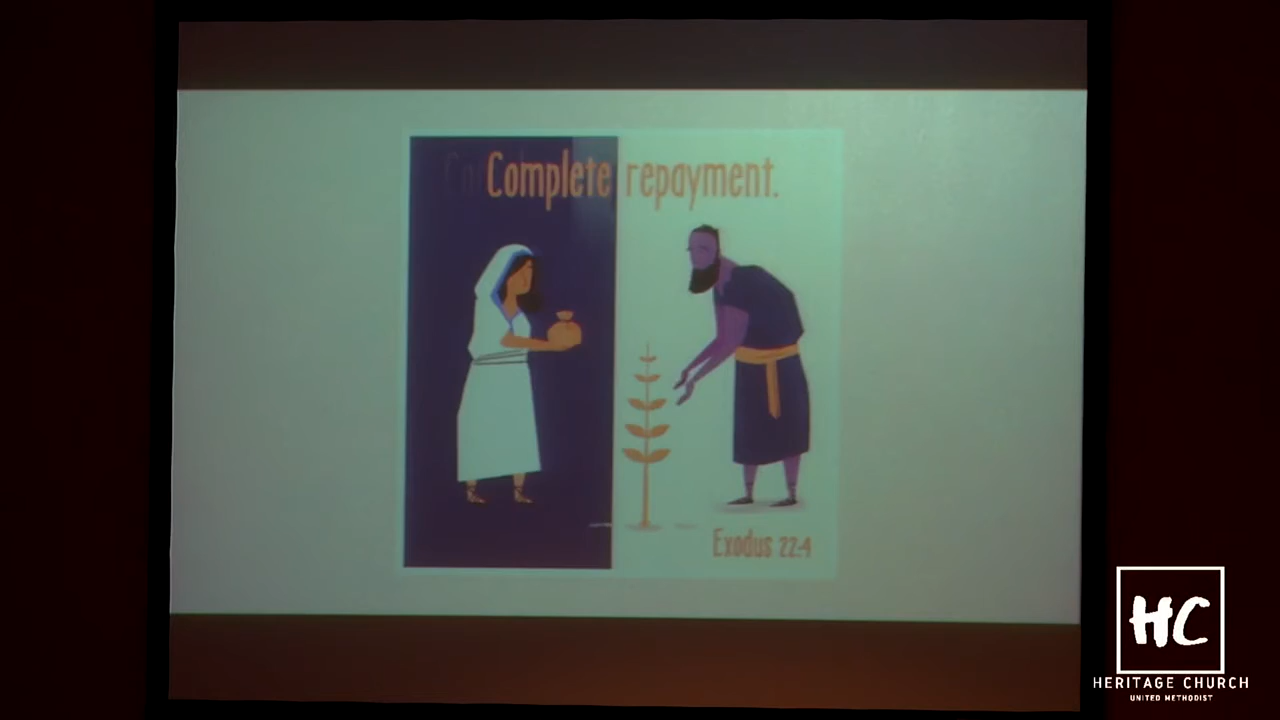 Complete repayment.
Exodus 22:4
HC
HERITAGE CHURCH
UNITED METHODIST